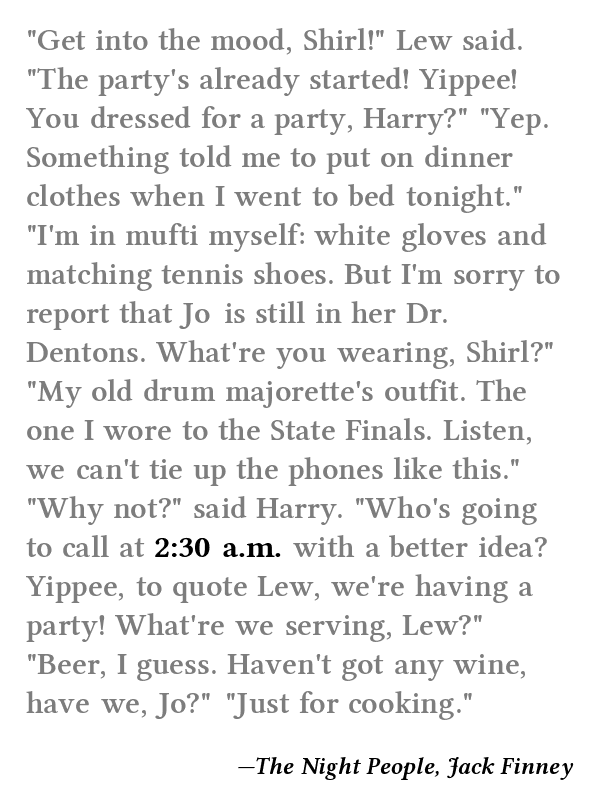 "Get into the mood, Shirl!" Lew said.
"The party's already started! Yippee!
You dressed for a party, Harry?" "Yep.
Something told me to put on dinner
clothes when I went to bed tonight."
"I'm in mufti myself: white gloves and
matching tennis shoes. But I'm sorry to
report that Jo is still in her Dr.
Dentons. What're you wearing, Shirl?"
"My old drum majorette's outfit. The
one I wore to the State Finals. Listen,
we can't tie up the phones like this."
"Why not?" said Harry. "Who's going
to call at 2:30 a.m. with a better idea?
Yippee, to quote Lew, we're having a
party! What're we serving, Lew?"
"Beer, I guess. Haven't got any wine,
have we, Jo?" "Just for cooking."
—The Night People, Jack Finney